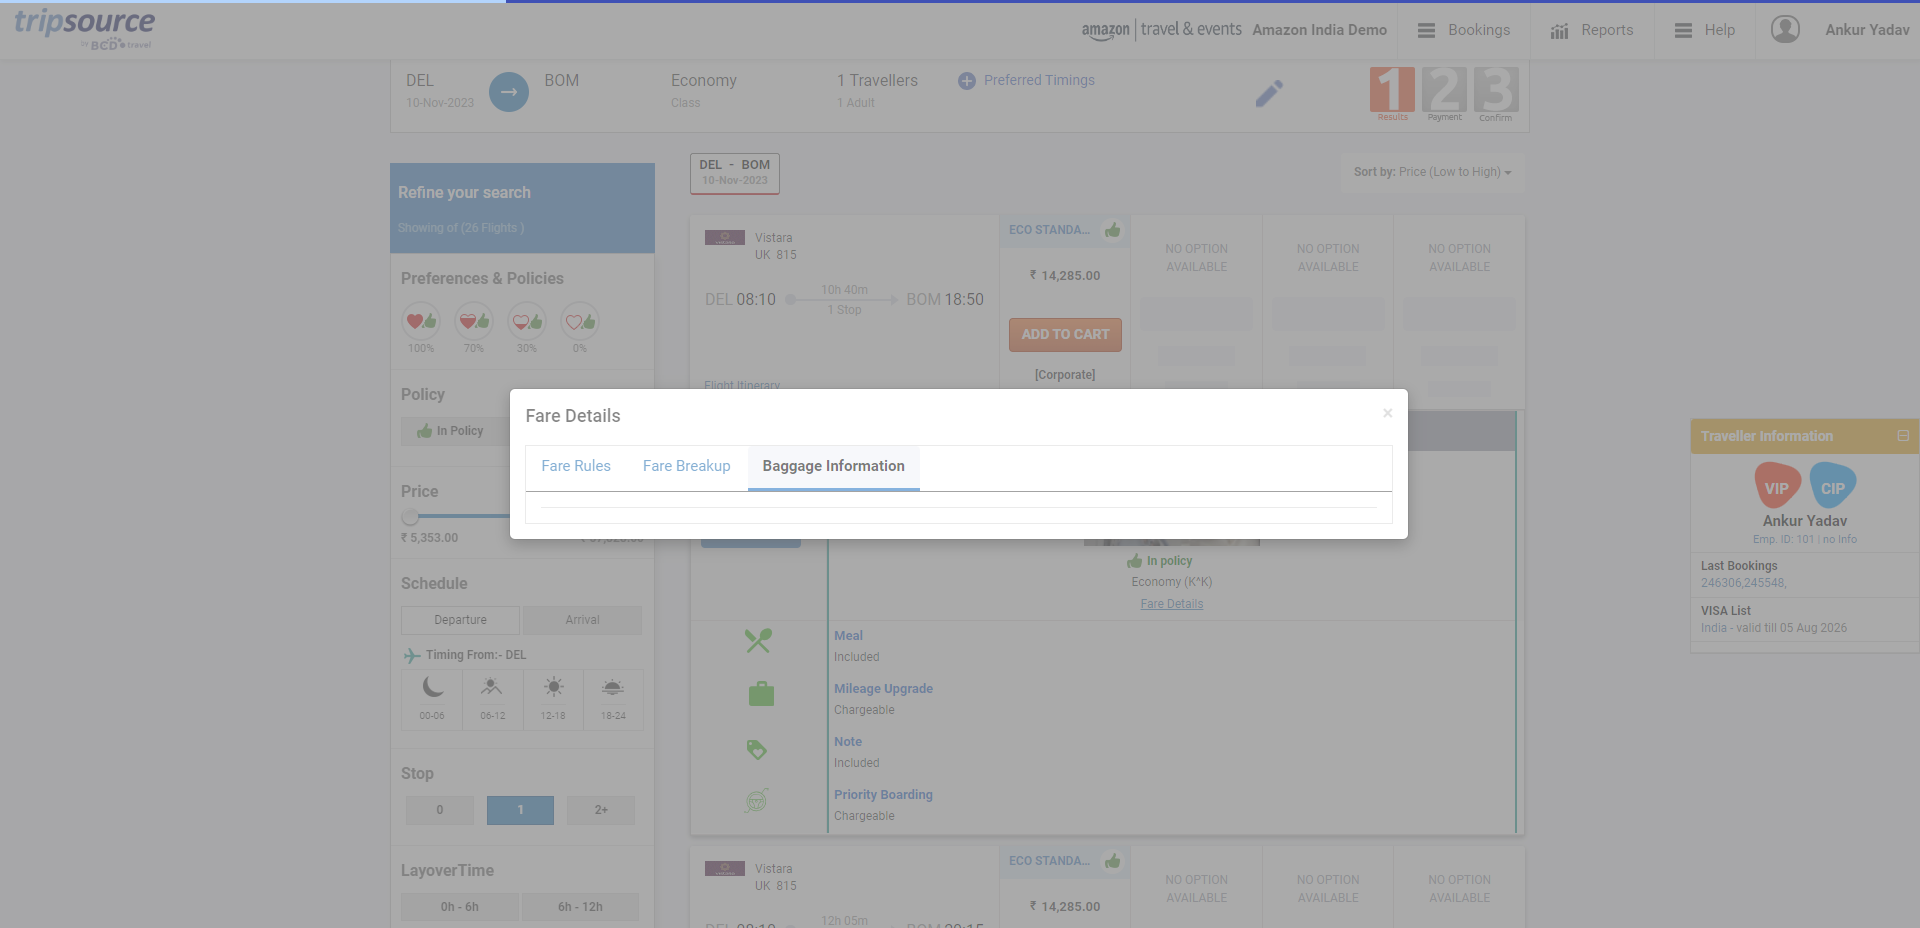 tripsource
by BCD travel
amazon travel & events
Amazon India Demo
Bookings
Reports
Help
Ankur Yadav
DEL
10-Nov-2023
BOM
Economy
Class
1 Travellers
1 Adult
Preferred Timings
1 2 3
Results Payment Confirm
DEL - BOM
10-Nov-2023
Sort by: Price (Low to High)
Refine your search
Showing of (26 Flights )
Preferences & Policies
100% 70% 30% 0%
Policy
In Policy
Price
₹ 5,353.00
Schedule
Departure Arrival
Timing From:- DEL
00-06 06-12 12-18 18-24
Stop
0 1 2+
LayoverTime
0h - 6h 6h - 12h
Vistara
UK 815
DEL 08:10
10h 40m
1 Stop
BOM 18:50
Flight Itinerary
ECO STANDA...
₹ 14,285.00
ADD TO CART
[Corporate]
NO OPTION
AVAILABLE
NO OPTION
AVAILABLE
NO OPTION
AVAILABLE
Fare Details
×
Fare Rules Fare Breakup Baggage Information
In policy
Economy (K^K)
Fare Details
Meal
Included
Mileage Upgrade
Chargeable
Note
Included
Priority Boarding
Chargeable
Vistara
UK 815
DEL 08:10
12h 05m
BOM 20:15
ECO STANDA...
₹ 14,285.00
NO OPTION
AVAILABLE
NO OPTION
AVAILABLE
NO OPTION
AVAILABLE
Traveller Information
VIP CIP
Ankur Yadav
Emp. ID: 101 | no Info
Last Bookings
246306,245548,
VISA List
India - valid till 05 Aug 2026